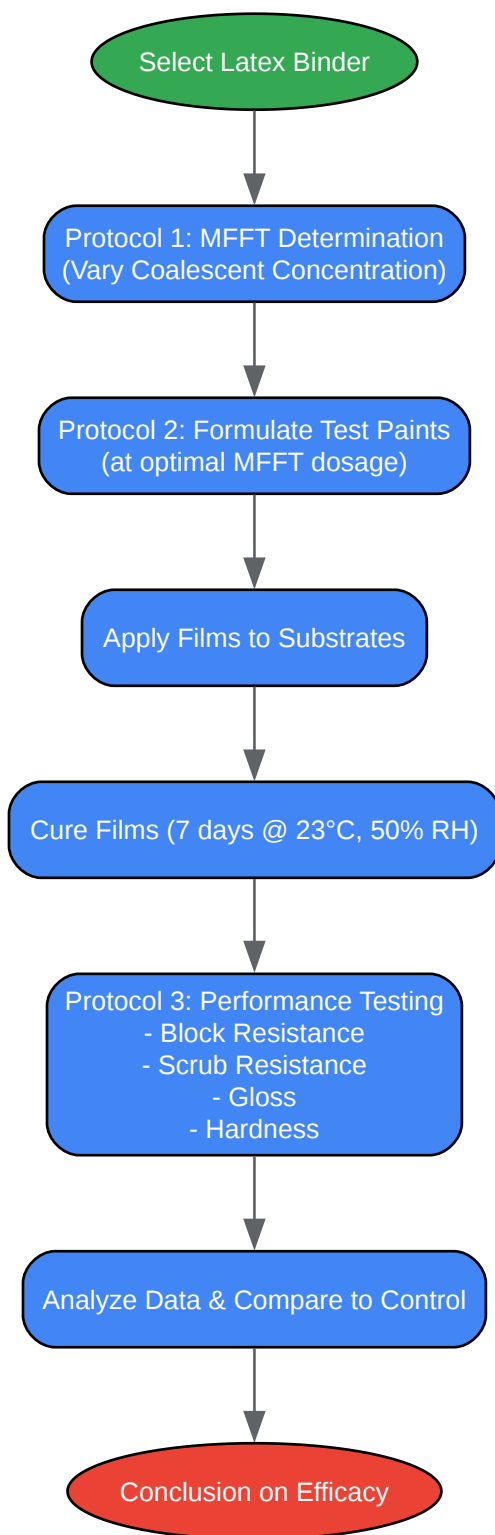 Select Latex Binder
Protocol 1: MFFT Determination
(Vary Coalescent Concentration)
Protocol 2: Formulate Test Paints
(at optimal MFFT dosage)
Apply Films to Substrates
Cure Films (7 days @ 23°C, 50% RH)
Protocol 3: Performance Testing
- Block Resistance
- Scrub Resistance
- Gloss
- Hardness
Analyze Data & Compare to Control
Conclusion on Efficacy